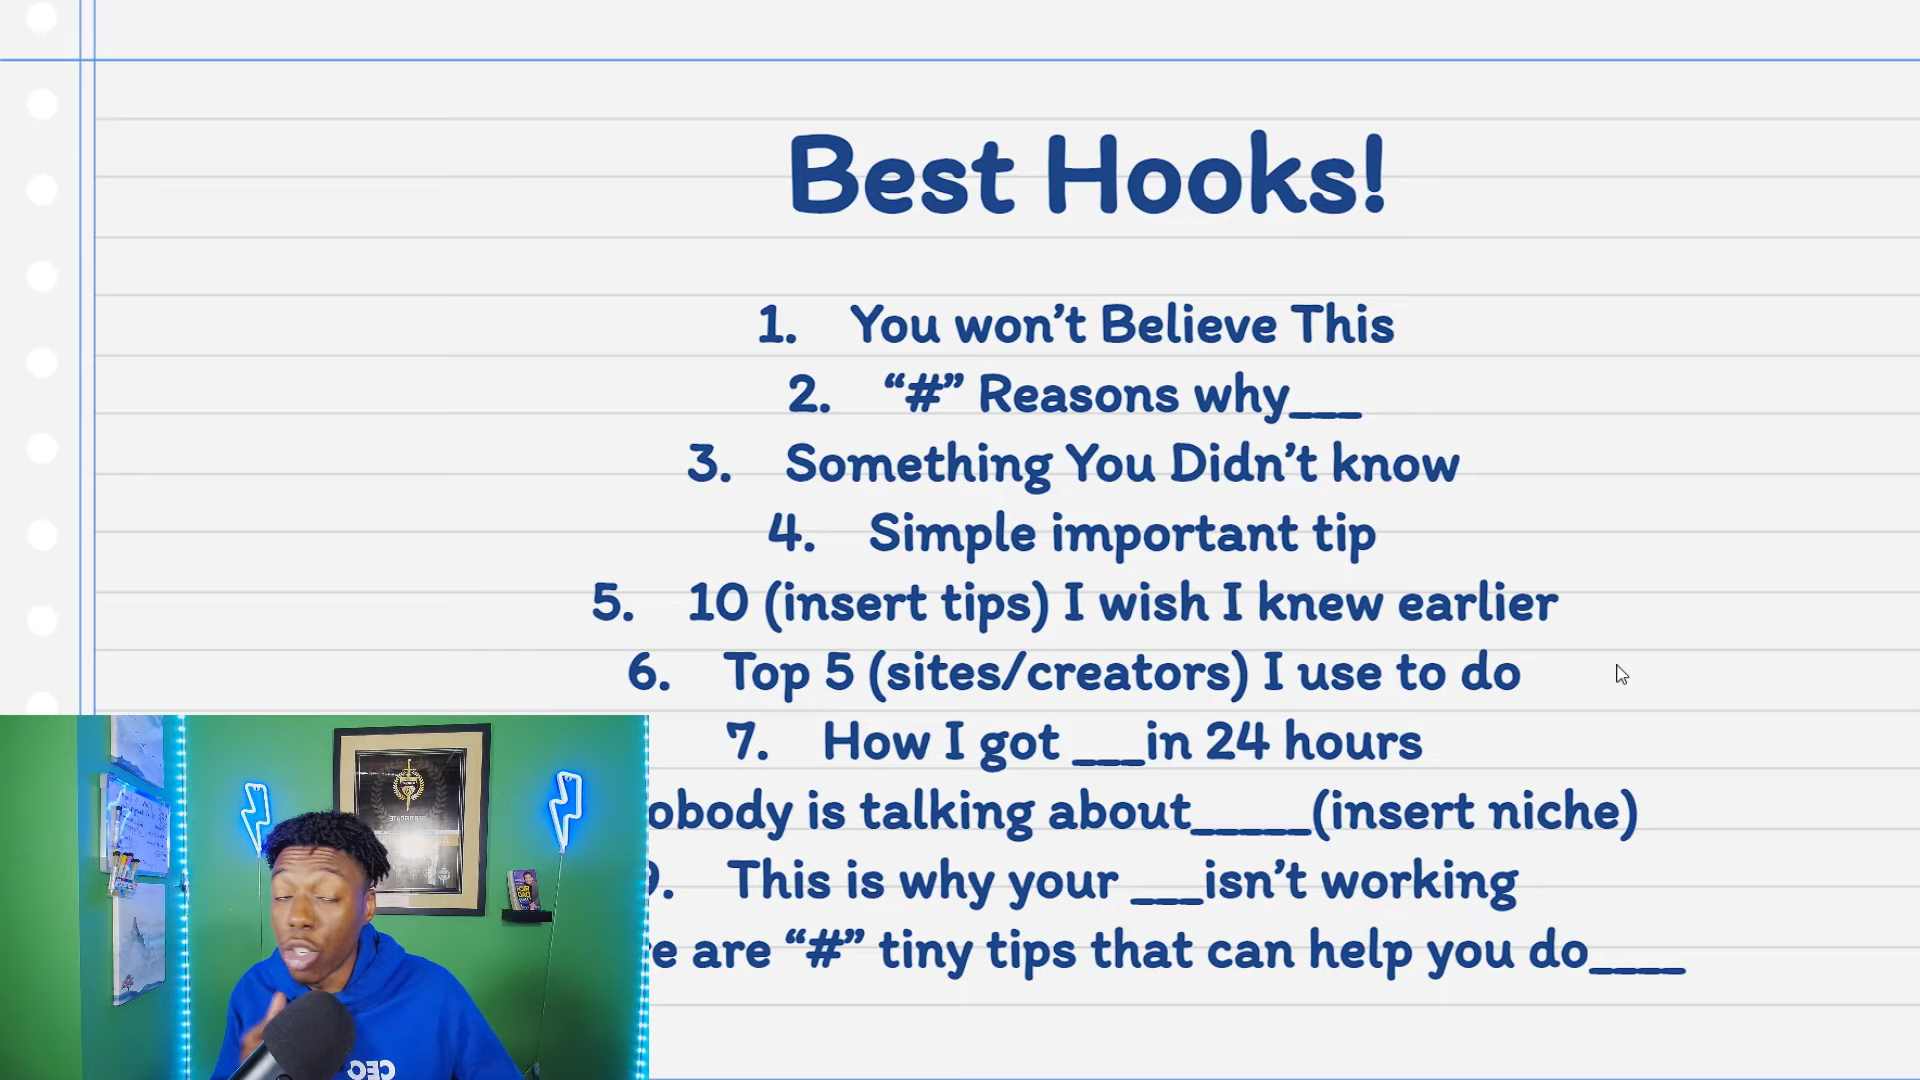 Best Hooks!
1. You won’t Believe This
2. “#” Reasons why___
3. Something You Didn’t know
4. Simple important tip
5. 10 (insert tips) I wish I knew earlier
6. Top 5 (sites/creators) I use to do
7. How I got ___in 24 hours
obody is talking about_____(insert niche)
9. This is why your ___isn’t working
e are “#” tiny tips that can help you do____
CEO